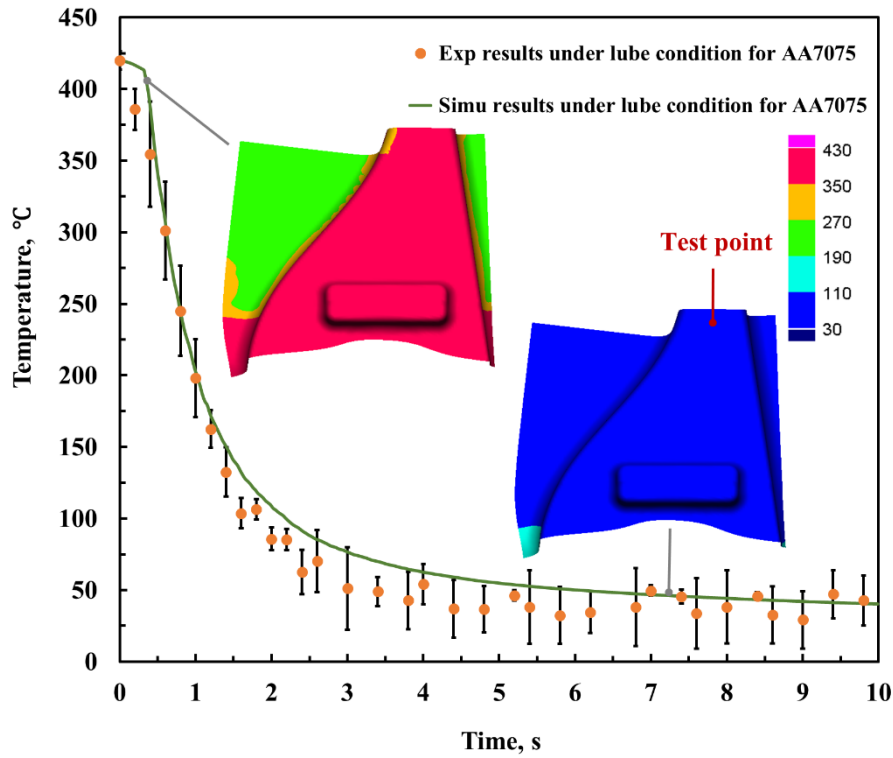 450
400
350
300
250
200
150
100
50
0
Temperature, ℃
Exp results under lube condition for AA7075
Simu results under lube condition for AA7075
430
350
270
190
110
30
Test point
0 1 2 3 4 5 6 7 8 9 10
Time, s